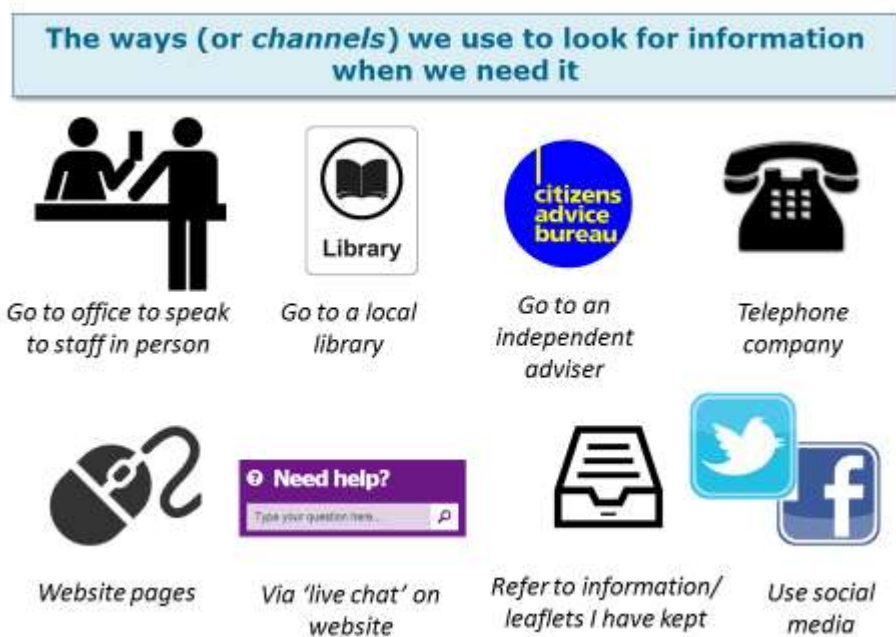 The ways (or channels) we use to look for information
when we need it
Library
citizens
advice
bureau
Go to office to speak
to staff in person
Go to a local
library
Go to an
independent
adviser
Telephone
company
Need help?
Type your question here...
Website pages
Via ‘live chat’ on
website
Refer to information/
leaflets I have kept
Use social
media